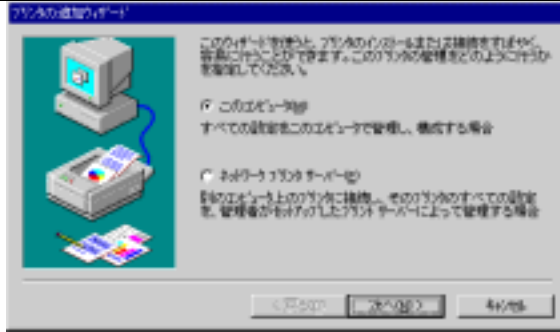 プリンタの追加ウィザード
このウィザードを使うと、プリンタのインストールまたは接続をすばやく、
容易に行うことができます。このプリンタの管理をどのように行うか
を指定してください。
このコンピュータ(M)
すべての設定をこのコンピュータで管理し、構成する場合
ネットワーク プリンタ サーバー(E)
別のコンピュータ上のプリンタに接続し、そのプリンタのすべての設定
を、管理者がセットアップしたプリント サーバーによって管理する場合
< 戻る(B)
次へ(N) >
キャンセル